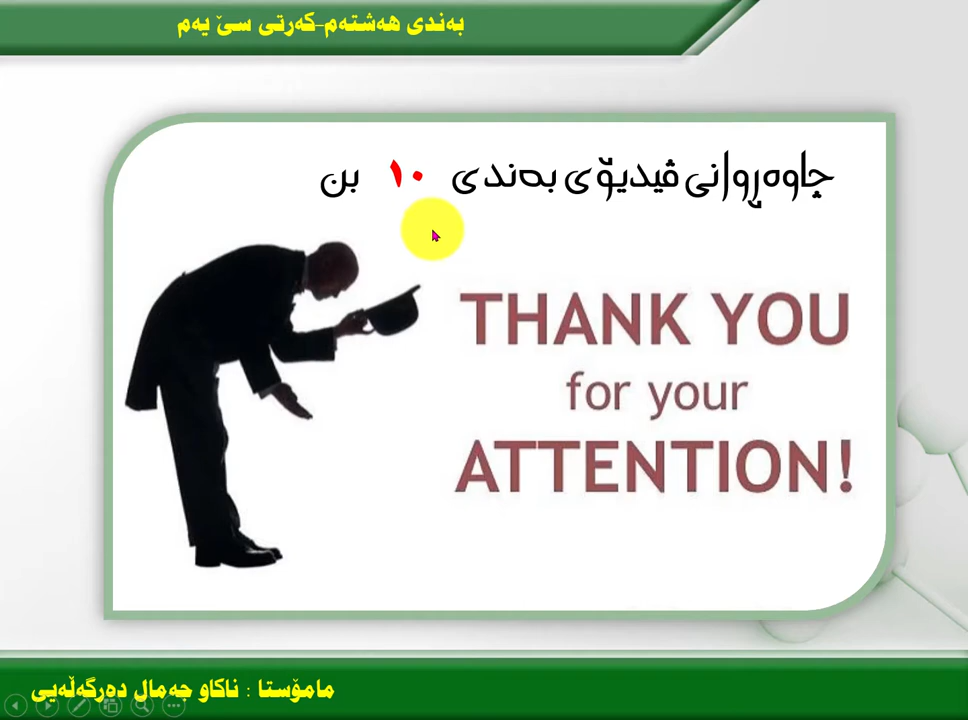 بەندی هەشتەم-کەرتی سێ یەم
چاوەڕوانی ڤیدیۆی بەندی ١٠ بن
THANK YOU
for your
ATTENTION!
مامۆستا : ناکاو جەمال دەرگەڵەیی